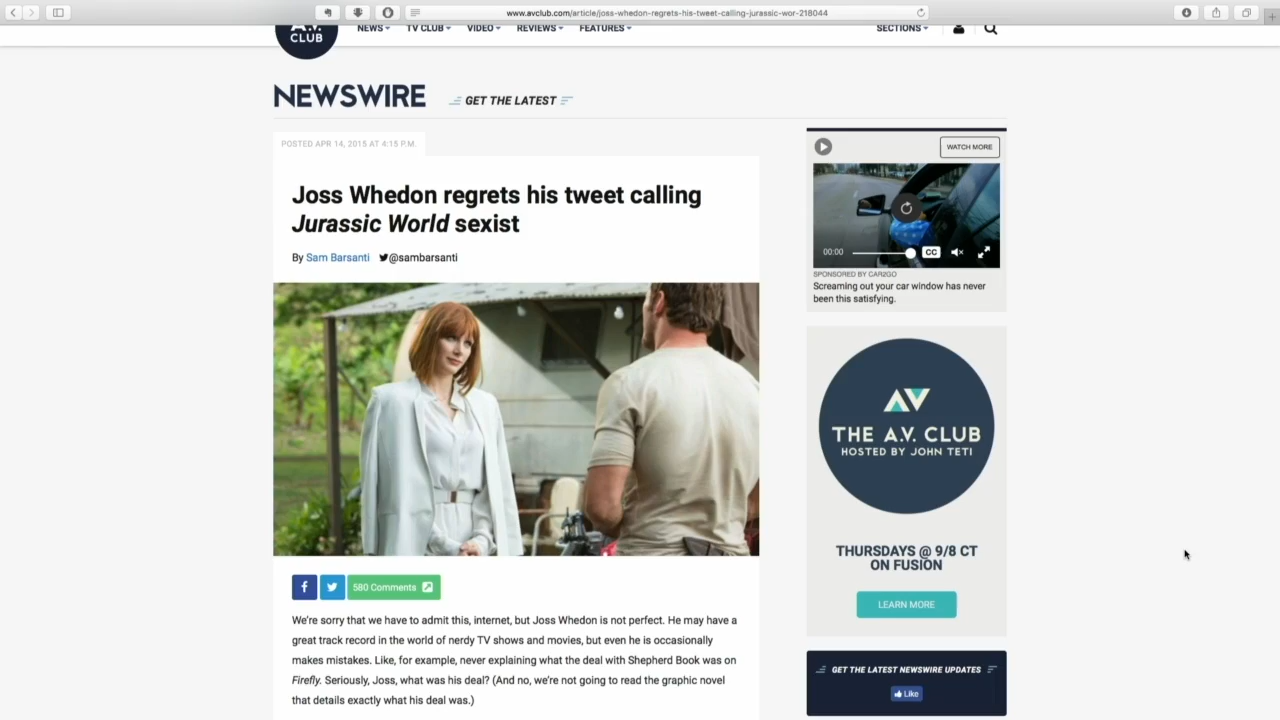 www.avclub.com/article/joss-whedon-regrets-his-tweet-calling-jurassic-wor-218044
CLUB
NEWS
TV CLUB
VIDEO
REVIEWS
FEATURES
SECTIONS
NEWSWIRE
GET THE LATEST
POSTED APR 14, 2015 AT 4:15 P.M.
Joss Whedon regrets his tweet calling
Jurassic World sexist
By Sam Barsanti @sambarsanti
580 Comments
We're sorry that we have to admit this, internet, but Joss Whedon is not perfect. He may have a
great track record in the world of nerdy TV shows and movies, but even he is occasionally
makes mistakes. Like, for example, never explaining what the deal with Shepherd Book was on
Firefly. Seriously, Joss, what was his deal? (And no, we're not going to read the graphic novel
that details exactly what his deal was.)
WATCH MORE
00:00
CC
SPONSORED BY CAR2GO
Screaming out your car window has never
been this satisfying.
AV
THE A.V. CLUB
HOSTED BY JOHN TETI
THURSDAYS @ 9/8 CT
ON FUSION
LEARN MORE
GET THE LATEST NEWSWIRE UPDATES
Like